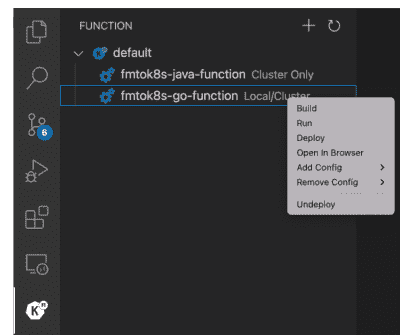 FUNCTION
default
fmtok8s-java-function Cluster Only
fmtok8s-go-function Local/Cluster
Build
Run
Deploy
Open In Browser
Add Config
Remove Config
Undeploy
6